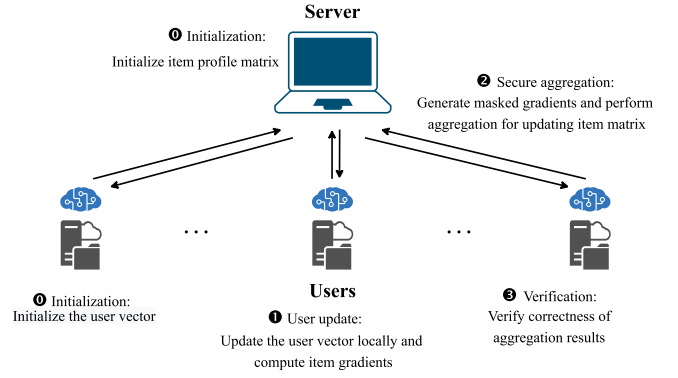 Server
⓿ Initialization:
Initialize item profile matrix
❷ Secure aggregation:
Generate masked gradients and perform
aggregation for updating item matrix
... ...
⓿ Initialization:
Initialize the user vector
Users
❶ User update:
Update the user vector locally and
compute item gradients
❸ Verification:
Verify correctness of
aggregation results